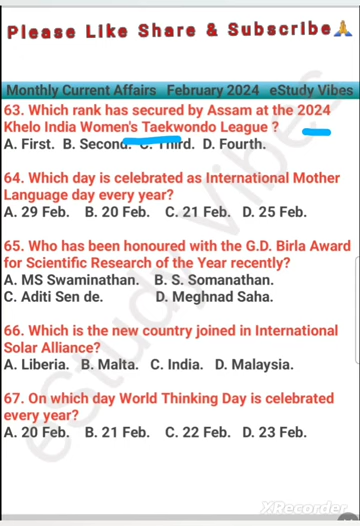 Please Like Share & Subscribe🙏
Monthly Current Affairs February 2024 eStudy Vibes
63. Which rank has secured by Assam at the 2024
Khelo India Women's Taekwondo League ?
A. First. B. Second. C. Third. D. Fourth.
64. Which day is celebrated as International Mother
Language day every year?
A. 29 Feb. B. 20 Feb. C. 21 Feb. D. 25 Feb.
65. Who has been honoured with the G.D. Birla Award
for Scientific Research of the Year recently?
A. MS Swaminathan. B. S. Somanathan.
C. Aditi Sen de. D. Meghnad Saha.
66. Which is the new country joined in International
Solar Alliance?
A. Liberia. B. Malta. C. India. D. Malaysia.
67. On which day World Thinking Day is celebrated
every year?
A. 20 Feb. B. 21 Feb. C. 22 Feb. D. 23 Feb.
eStudy Vibes
XRecorder